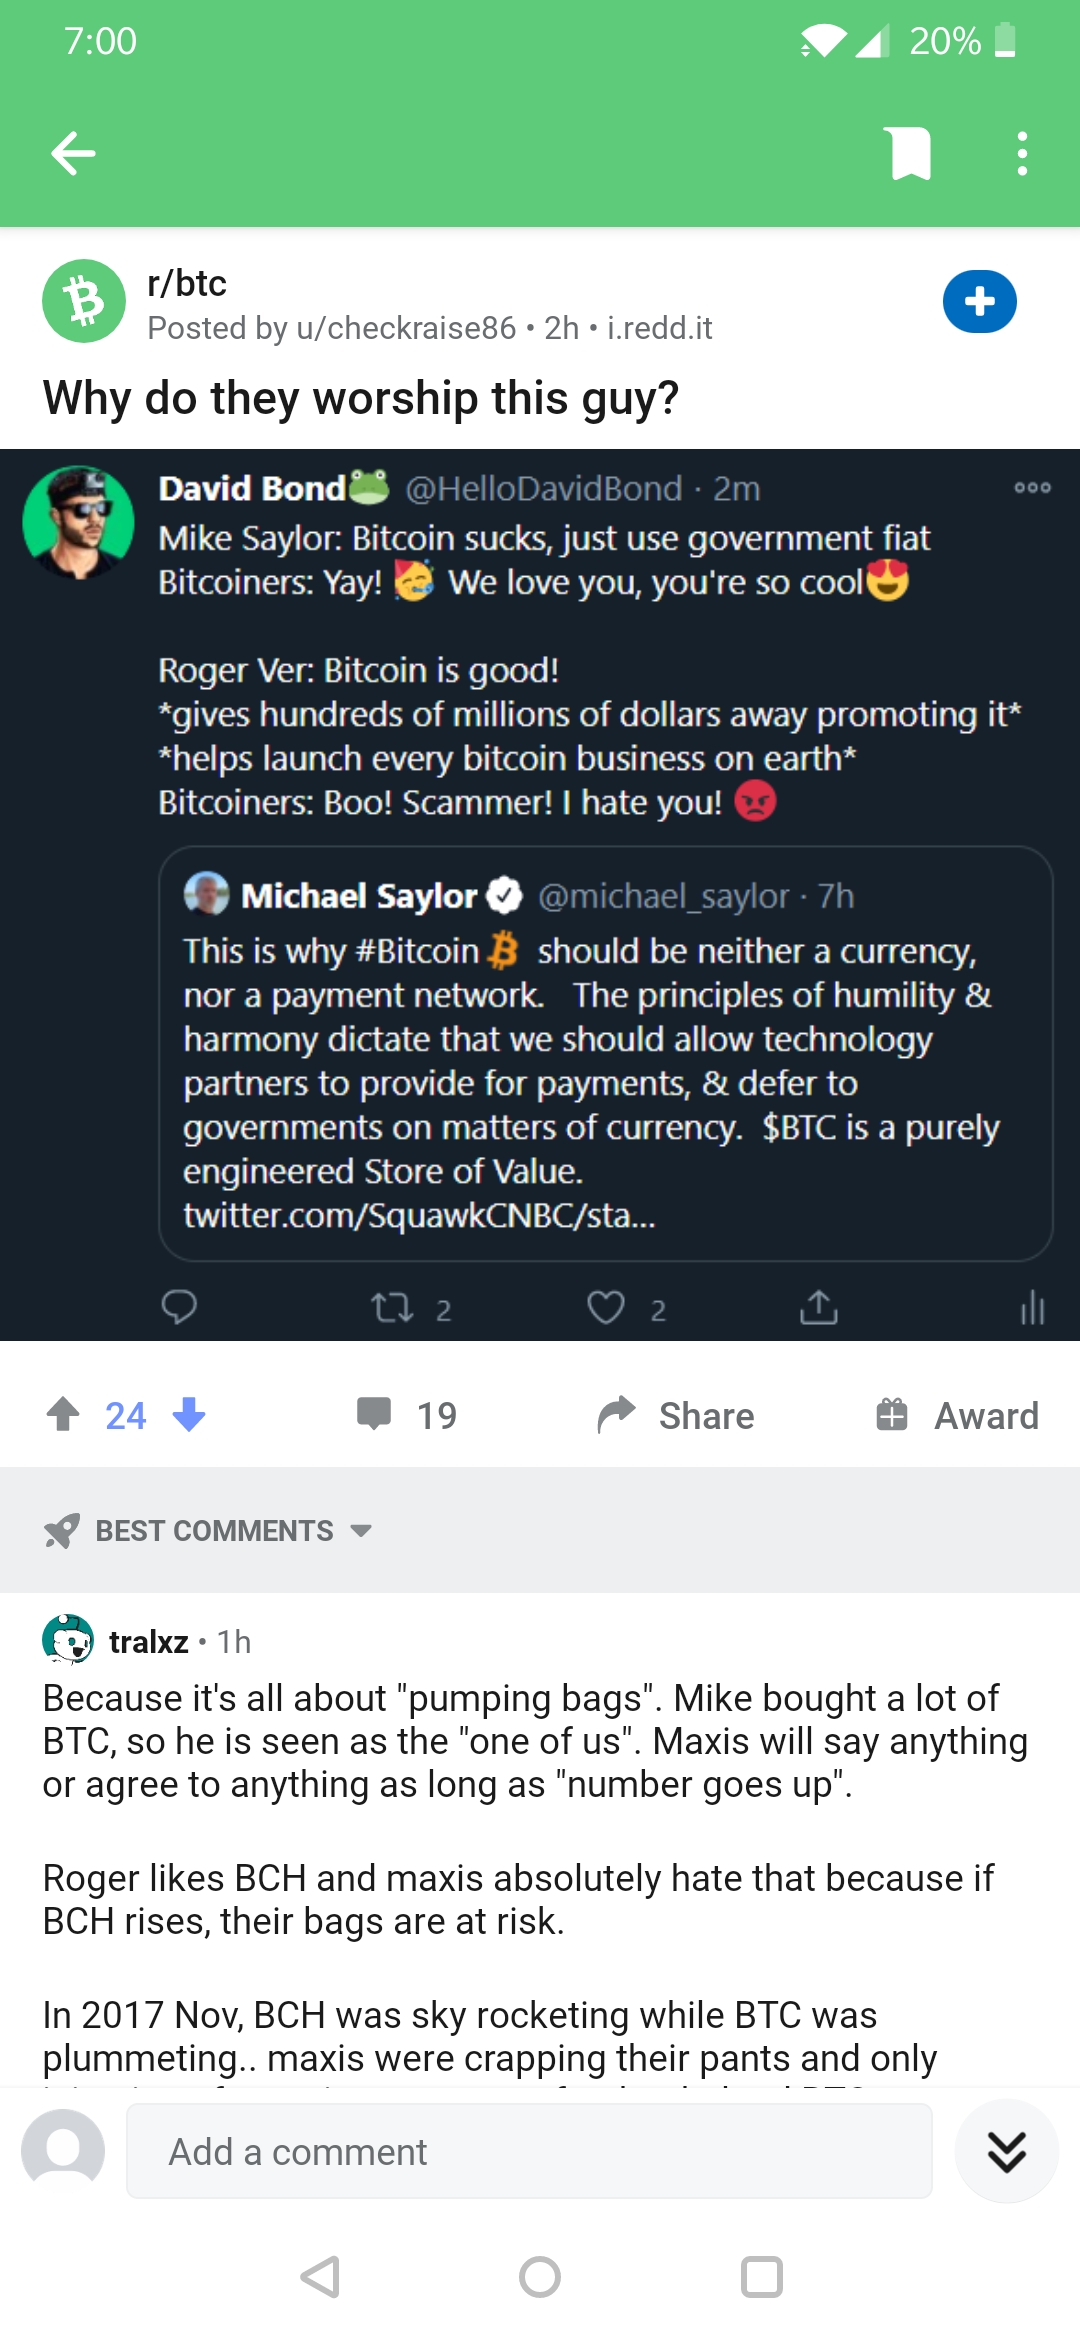 7:00
20%
r/btc
Posted by u/checkraise86 • 2h • i.redd.it
Why do they worship this guy?
David Bond🐸 @HelloDavidBond · 2m
Mike Saylor: Bitcoin sucks, just use government fiat
Bitcoiners: Yay! 🥳 We love you, you're so cool😍
Roger Ver: Bitcoin is good!
*gives hundreds of millions of dollars away promoting it*
*helps launch every bitcoin business on earth*
Bitcoiners: Boo! Scammer! I hate you! 😡
Michael Saylor @michael_saylor · 7h
This is why #Bitcoin ₿ should be neither a currency,
nor a payment network. The principles of humility &
harmony dictate that we should allow technology
partners to provide for payments, & defer to
governments on matters of currency. $BTC is a purely
engineered Store of Value.
twitter.com/SquawkCNBC/sta...
2 2
24 19 Share Award
BEST COMMENTS
tralxz • 1h
Because it's all about "pumping bags". Mike bought a lot of
BTC, so he is seen as the "one of us". Maxis will say anything
or agree to anything as long as "number goes up".
Roger likes BCH and maxis absolutely hate that because if
BCH rises, their bags are at risk.
In 2017 Nov, BCH was sky rocketing while BTC was
plummeting.. maxis were crapping their pants and only
Add a comment